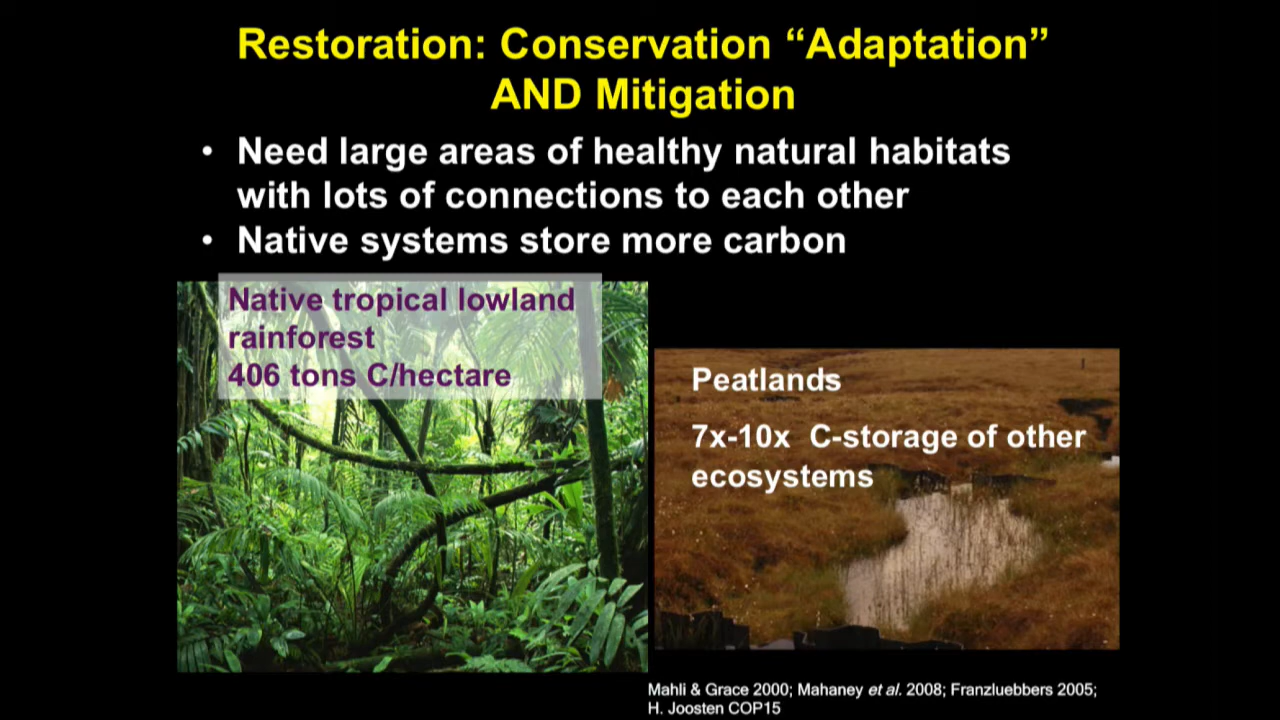 Restoration: Conservation “Adaptation”
AND Mitigation
• Need large areas of healthy natural habitats
with lots of connections to each other
• Native systems store more carbon
Native tropical lowland
rainforest
406 tons C/hectare
Peatlands
7x-10x C-storage of other
ecosystems
Mahli & Grace 2000; Mahaney et al. 2008; Franzluebbers 2005;
H. Joosten COP15